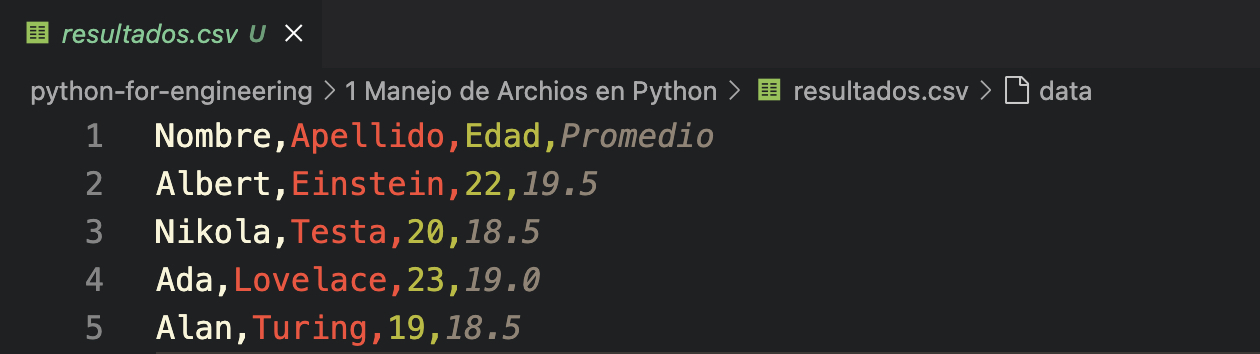 resultados.csv U
python-for-engineering > 1 Manejo de Archios en Python > resultados.csv > data
1 Nombre,Apellido,Edad,Promedio
2 Albert,Einstein,22,19.5
3 Nikola,Testa,20,18.5
4 Ada,Lovelace,23,19.0
5 Alan,Turing,19,18.5